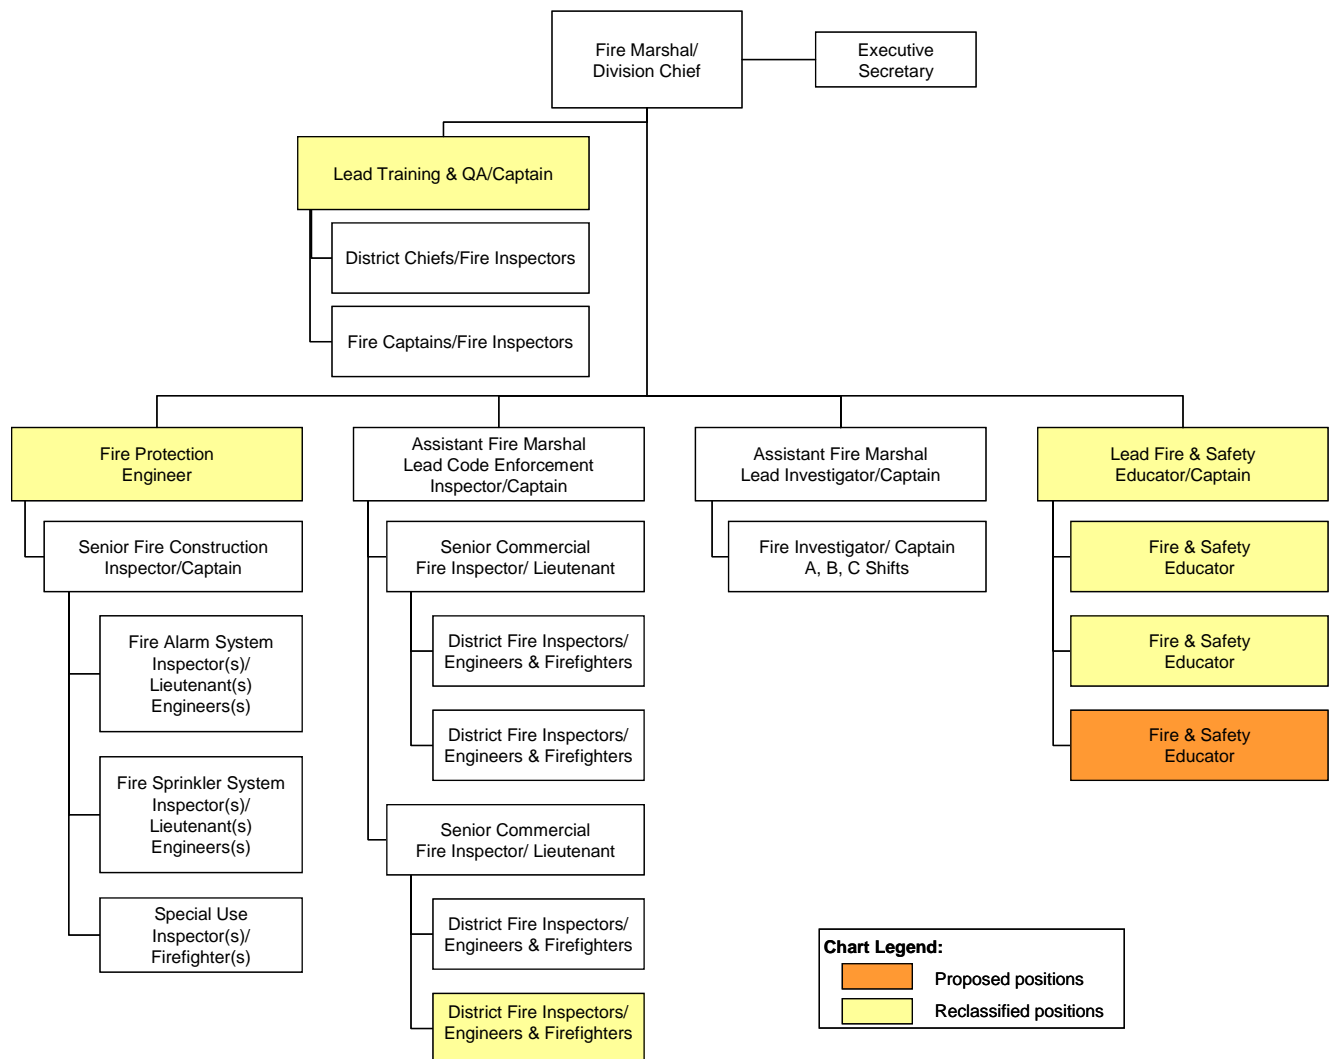 Fire Marshal/
Division Chief
Executive
Secretary
Lead Training & QA/Captain
District Chiefs/Fire Inspectors
Fire Captains/Fire Inspectors
Fire Protection
Engineer
Senior Fire Construction
Inspector/Captain
Fire Alarm System
Inspector(s)/
Lieutenant(s)
Engineers(s)
Fire Sprinkler System
Inspector(s)/
Lieutenant(s)
Engineers(s)
Special Use
Inspector(s)/
Firefighter(s)
Assistant Fire Marshal
Lead Code Enforcement
Inspector/Captain
Senior Commercial
Fire Inspector/ Lieutenant
District Fire Inspectors/
Engineers & Firefighters
District Fire Inspectors/
Engineers & Firefighters
Senior Commercial
Fire Inspector/ Lieutenant
District Fire Inspectors/
Engineers & Firefighters
District Fire Inspectors/
Engineers & Firefighters
Assistant Fire Marshal
Lead Investigator/Captain
Fire Investigator/ Captain
A, B, C Shifts
Lead Fire & Safety
Educator/Captain
Fire & Safety
Educator
Fire & Safety
Educator
Fire & Safety
Educator
Chart Legend:
Proposed positions
Reclassified positions